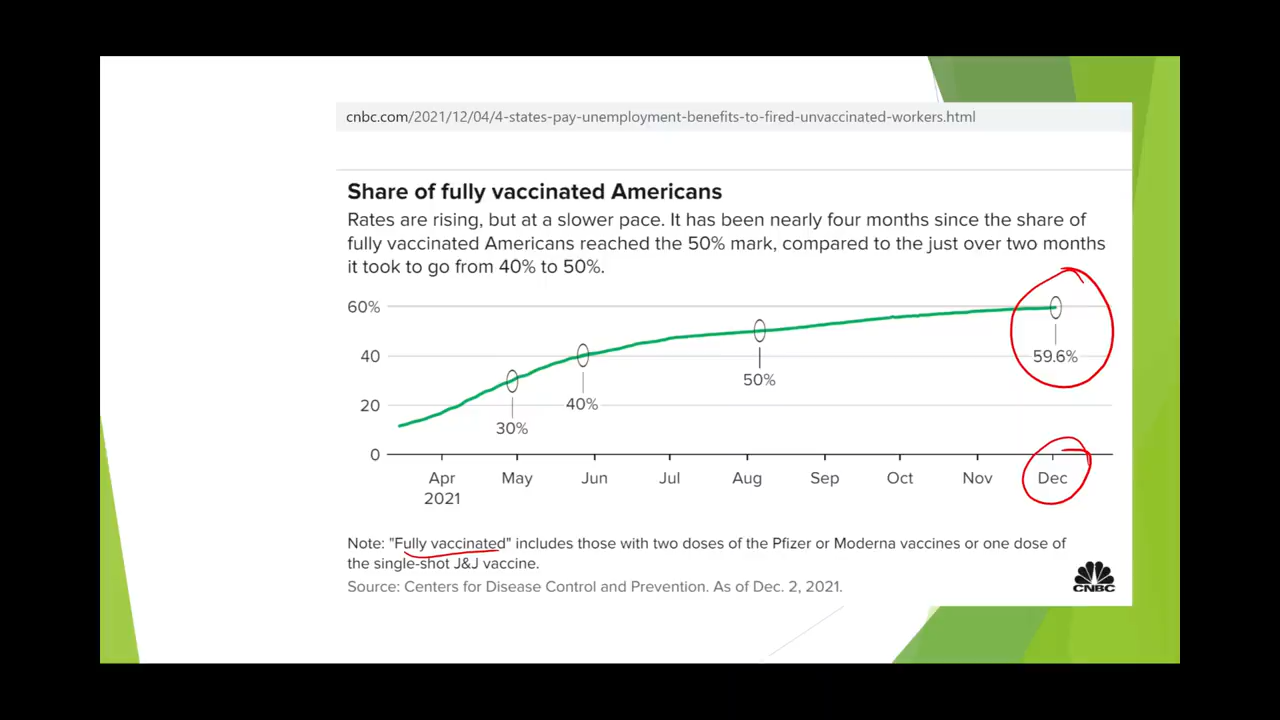 cnbc.com/2021/12/04/4-states-pay-unemployment-benefits-to-fired-unvaccinated-workers.html
Share of fully vaccinated Americans
Rates are rising, but at a slower pace. It has been nearly four months since the share of
fully vaccinated Americans reached the 50% mark, compared to the just over two months
it took to go from 40% to 50%.
60%
59.6%
40
50%
20
40%
30%
0
Apr May Jun Jul Aug Sep Oct Nov Dec
2021
Note: "Fully vaccinated" includes those with two doses of the Pfizer or Moderna vaccines or one dose of
the single-shot J&J vaccine.
Source: Centers for Disease Control and Prevention. As of Dec. 2, 2021.
CNBC